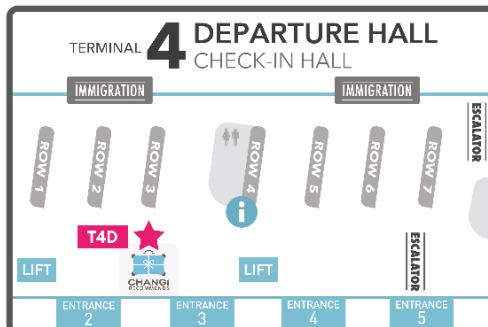 TERMINAL 4 DEPARTURE HALL
CHECK-IN HALL
IMMIGRATION
IMMIGRATION
ESCALATOR
ROW 1
ROW 2
ROW 3
ROW 4
ROW 5
ROW 6
ROW 7
i
T4D
ESCALATOR
LIFT
CHANGI
RECOMMENDS
LIFT
ENTRANCE
2
ENTRANCE
3
ENTRANCE
4
ENTRANCE
5